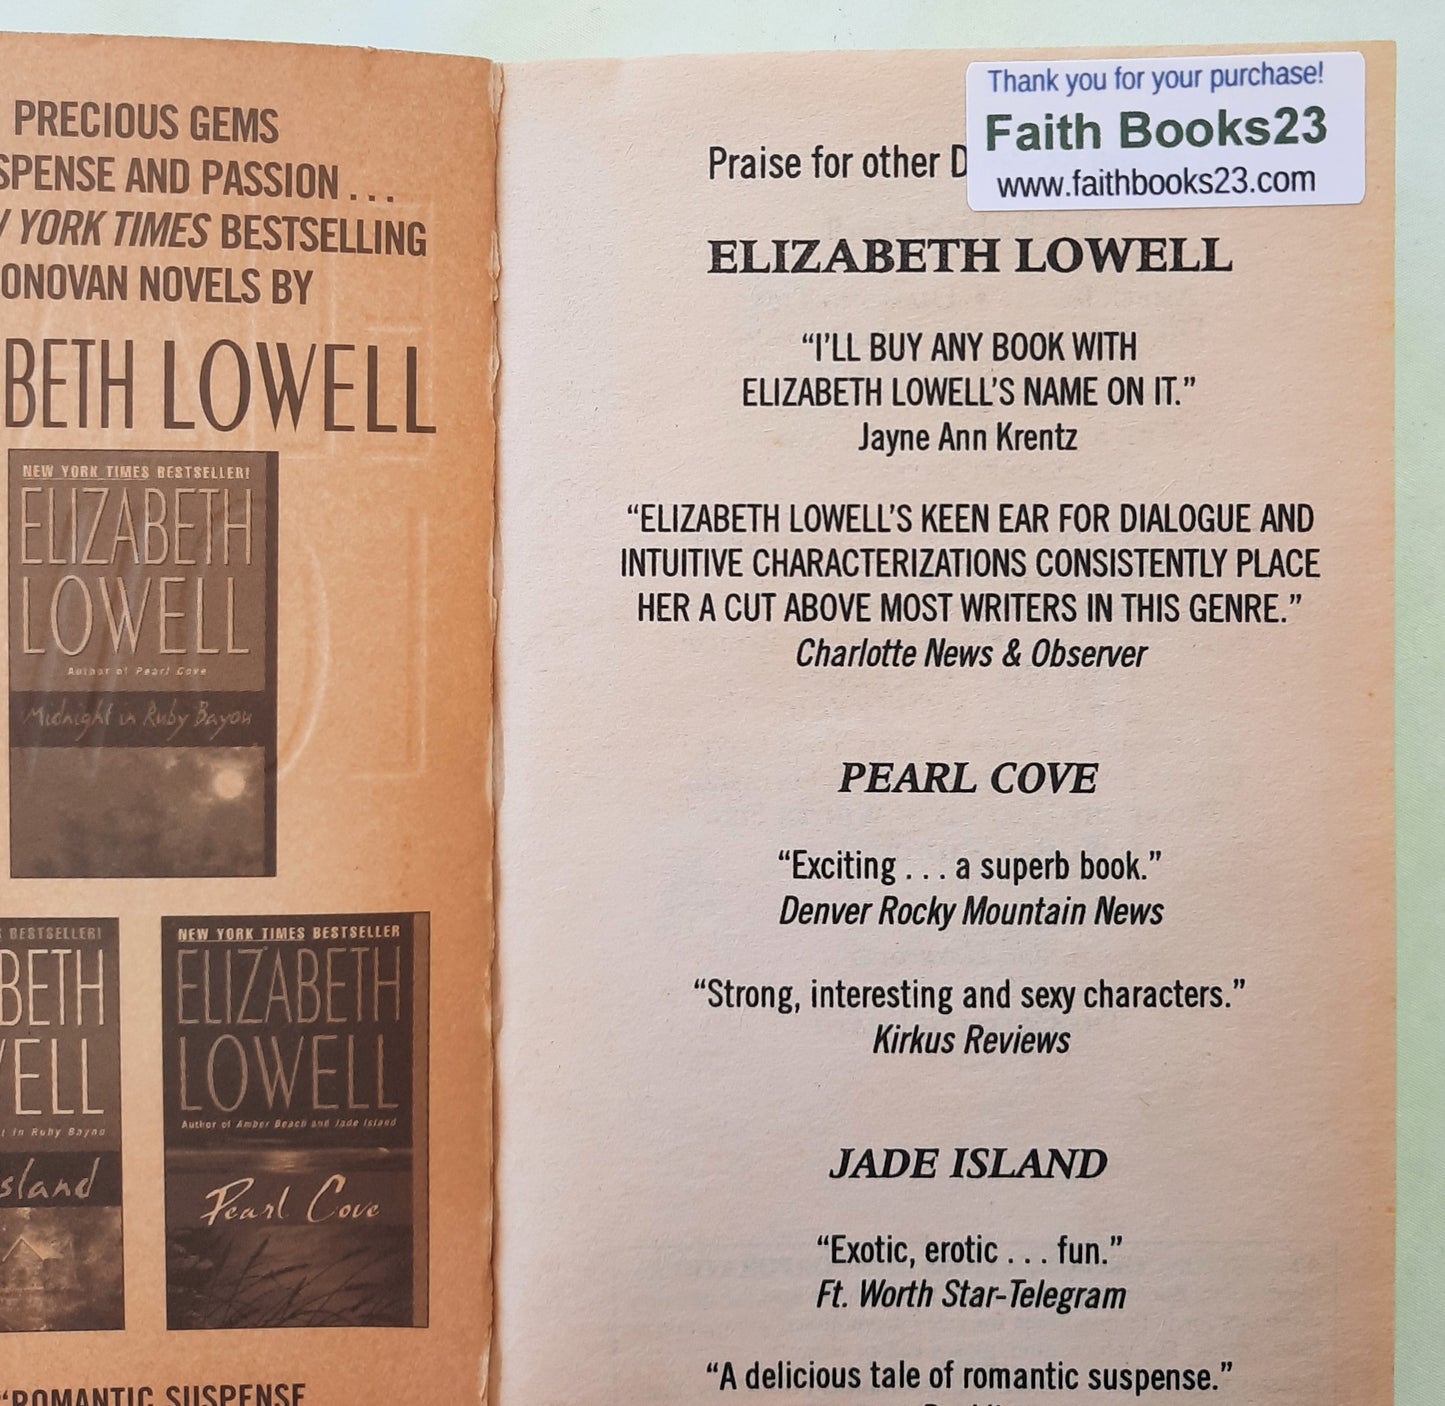 PRECIOUS GEMS
SPENSE AND PASSION . . .
YORK TIMES BESTSELLING
ONOVAN NOVELS BY
BETH LOWELL
NEW YORK TIMES BESTSELLER!
ELIZABETH
LOWELL
Author of Pearl Cove
Midnight in Ruby Bayou
BESTSELLER!
BETH
ELL
t in Ruby Bayou
sland
NEW YORK TIMES BESTSELLER
ELIZABETH
LOWELL
Author of Amber Beach and Jade Island
Pearl Cove
“ROMANTIC SUSPENSE
Thank you for your purchase!
Faith Books23
www.faithbooks23.com
Praise for other D
ELIZABETH LOWELL
“I’LL BUY ANY BOOK WITH
ELIZABETH LOWELL’S NAME ON IT.”
Jayne Ann Krentz
“ELIZABETH LOWELL’S KEEN EAR FOR DIALOGUE AND
INTUITIVE CHARACTERIZATIONS CONSISTENTLY PLACE
HER A CUT ABOVE MOST WRITERS IN THIS GENRE.”
Charlotte News & Observer
PEARL COVE
“Exciting . . . a superb book.”
Denver Rocky Mountain News
“Strong, interesting and sexy characters.”
Kirkus Reviews
JADE ISLAND
“Exotic, erotic . . . fun.”
Ft. Worth Star-Telegram
“A delicious tale of romantic suspense.”